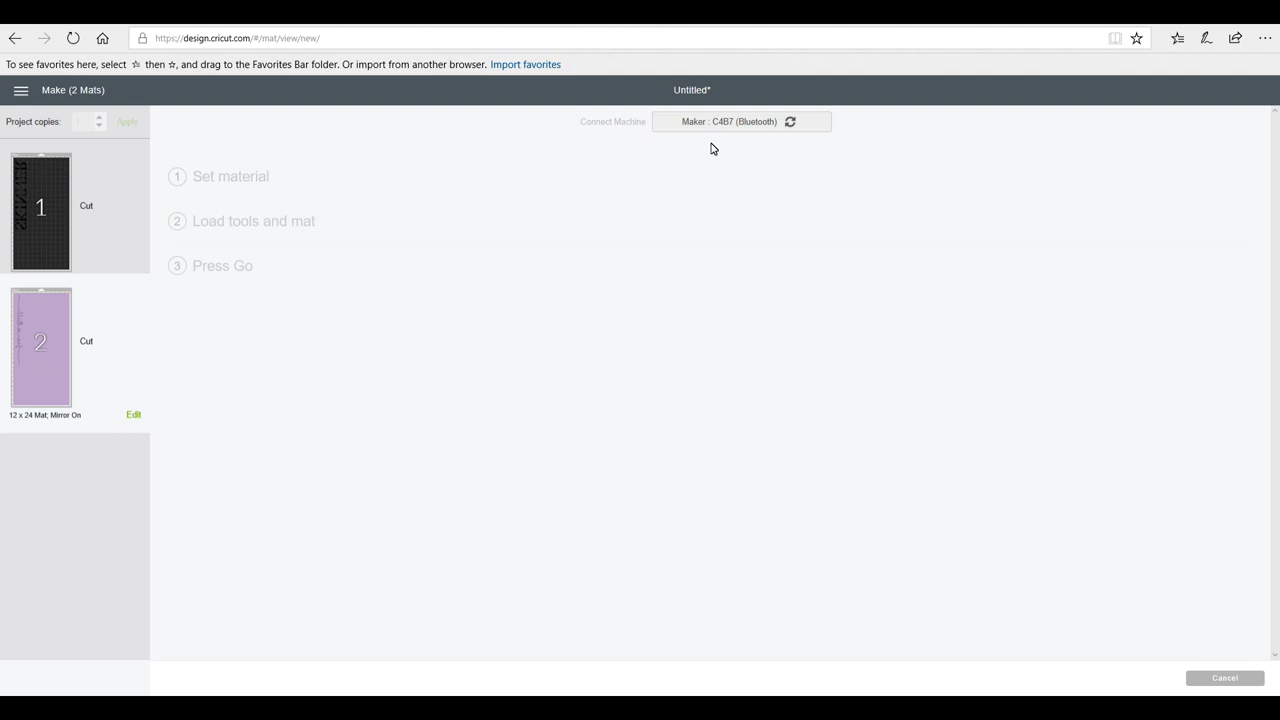 https://design.cricut.com/#/mat/view/new/
To see favorites here, select ☆ then ☆, and drag to the Favorites Bar folder. Or import from another browser. Import favorites
Make (2 Mats)
Untitled*
Project copies: 1 Apply
Connect Machine Maker : C4B7 (Bluetooth)
1 Cut
2 Cut
12 x 24 Mat; Mirror On Edit
1 Set material
2 Load tools and mat
3 Press Go
Cancel